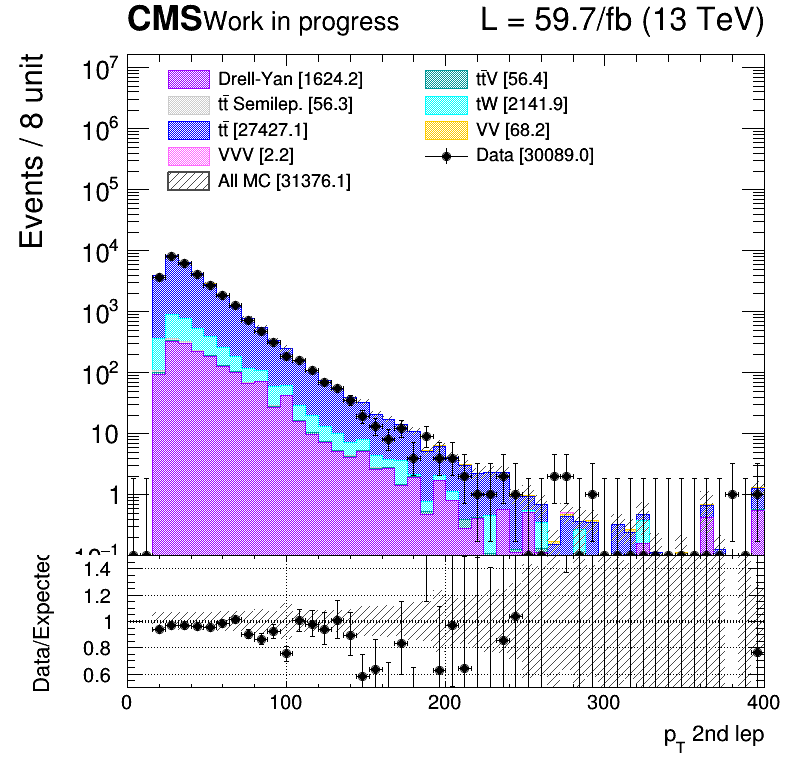 CMS Work in progress L = 59.7/fb (13 TeV)
Events / 8 unit
Drell-Yan [1624.2]
tt̄ Semilep. [56.3]
tt̄ [27427.1]
VVV [2.2]
All MC [31376.1]
tt̄V [56.4]
tW [2141.9]
VV [68.2]
Data [30089.0]
10⁷
10⁶
10⁵
10⁴
10³
10²
10
1
10⁻¹
Data/Expected
1.4
1.2
1
0.8
0.6
0 100 200 300 400
p_T 2nd lep